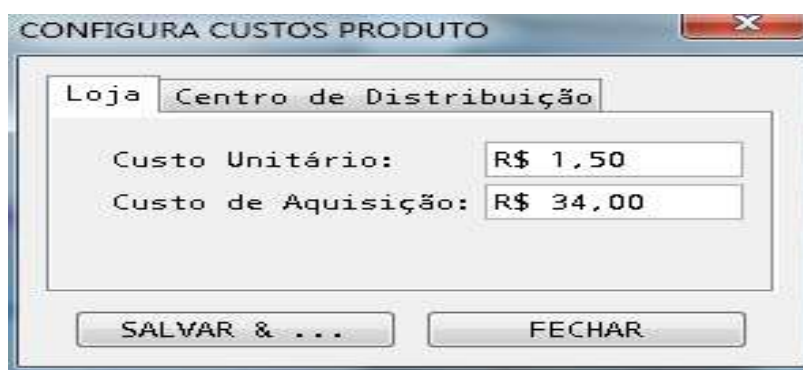 CONFIGURA CUSTOS PRODUTO
Loja Centro de Distribuição
Custo Unitário: R$ 1,50
Custo de Aquisição: R$ 34,00
SALVAR & ... FECHAR